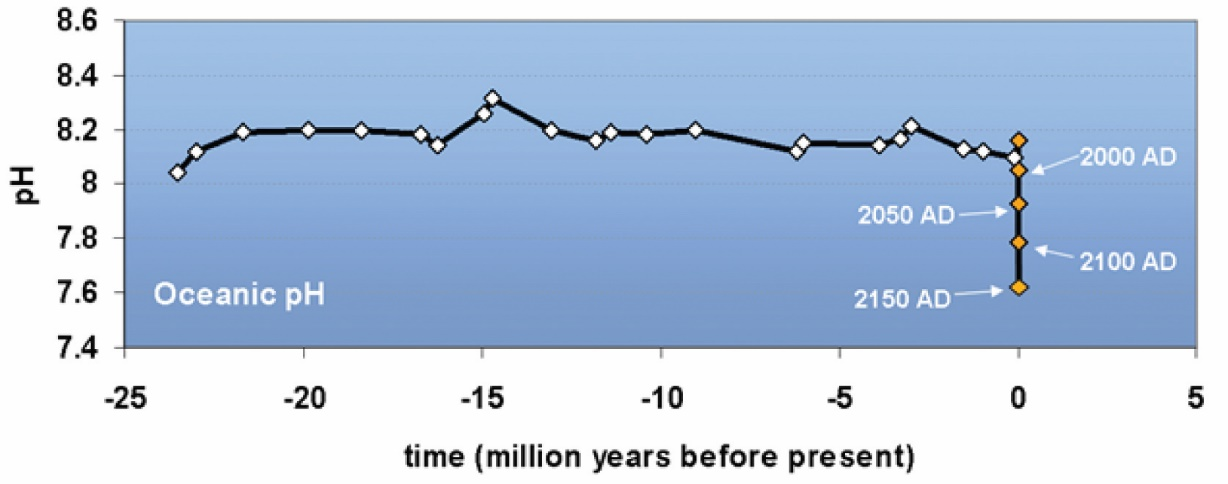 8.6
8.4
8.2
8
7.8
7.6
7.4
pH
2000 AD
2050 AD
2100 AD
2150 AD
Oceanic pH
-25 -20 -15 -10 -5 0 5
time (million years before present)